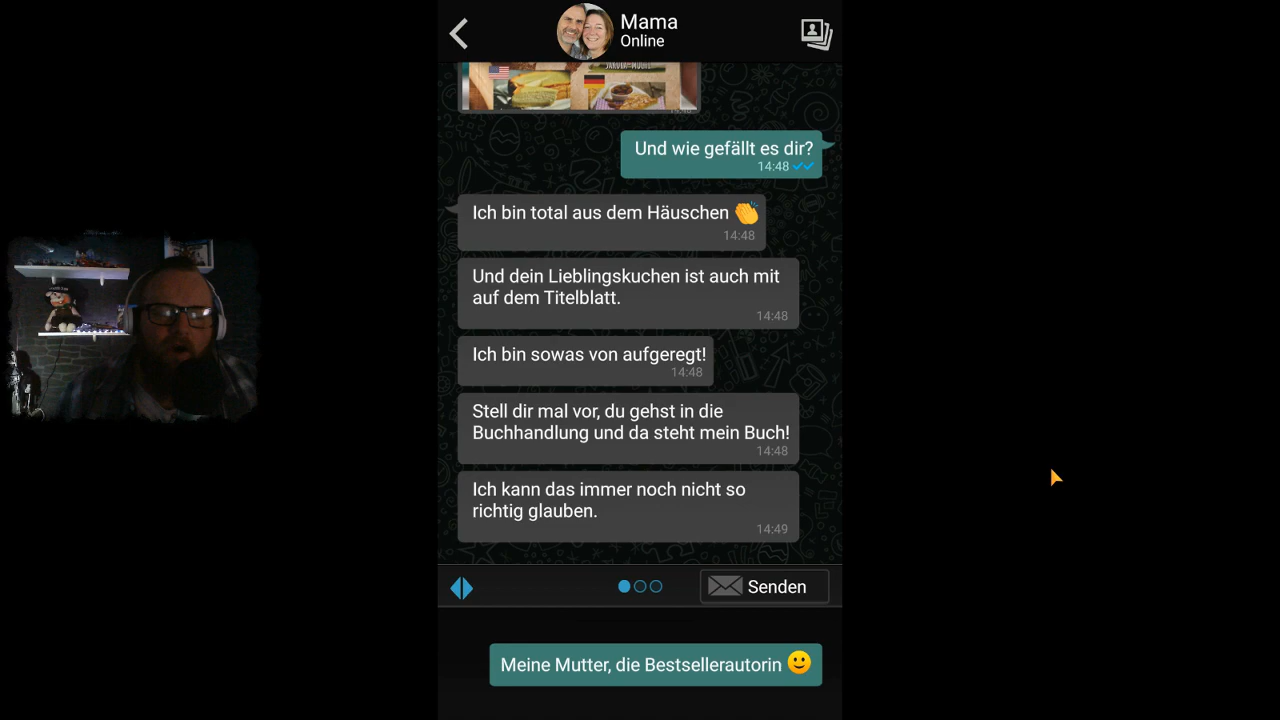 Mama
Online
14:48
Und wie gefällt es dir?
14:48
Ich bin total aus dem Häuschen 👏
14:48
Und dein Lieblingskuchen ist auch mit
auf dem Titelblatt.
14:48
Ich bin sowas von aufgeregt!
14:48
Stell dir mal vor, du gehst in die
Buchhandlung und da steht mein Buch!
14:48
Ich kann das immer noch nicht so
richtig glauben.
14:49
Senden
Meine Mutter, die Bestsellerautorin 🙂